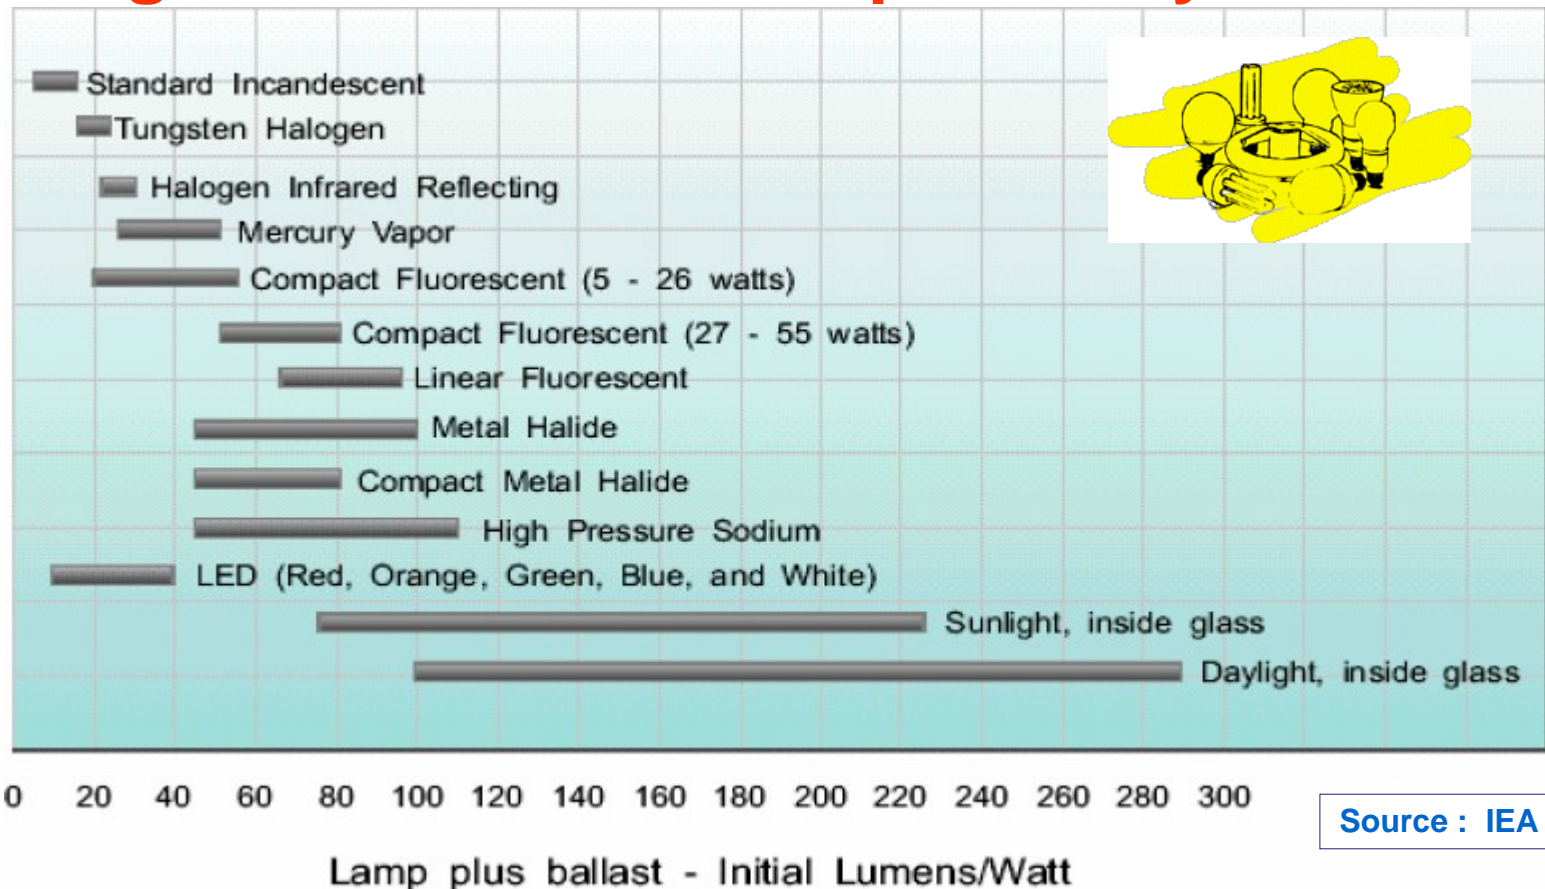 Standard Incandescent
Tungsten Halogen
Halogen Infrared Reflecting
Mercury Vapor
Compact Fluorescent (5 - 26 watts)
Compact Fluorescent (27 - 55 watts)
Linear Fluorescent
Metal Halide
Compact Metal Halide
High Pressure Sodium
LED (Red, Orange, Green, Blue, and White)
Sunlight, inside glass
Daylight, inside glass
0 20 40 60 80 100 120 140 160 180 200 220 240 260 280 300
Source : IEA
Lamp plus ballast - Initial Lumens/Watt